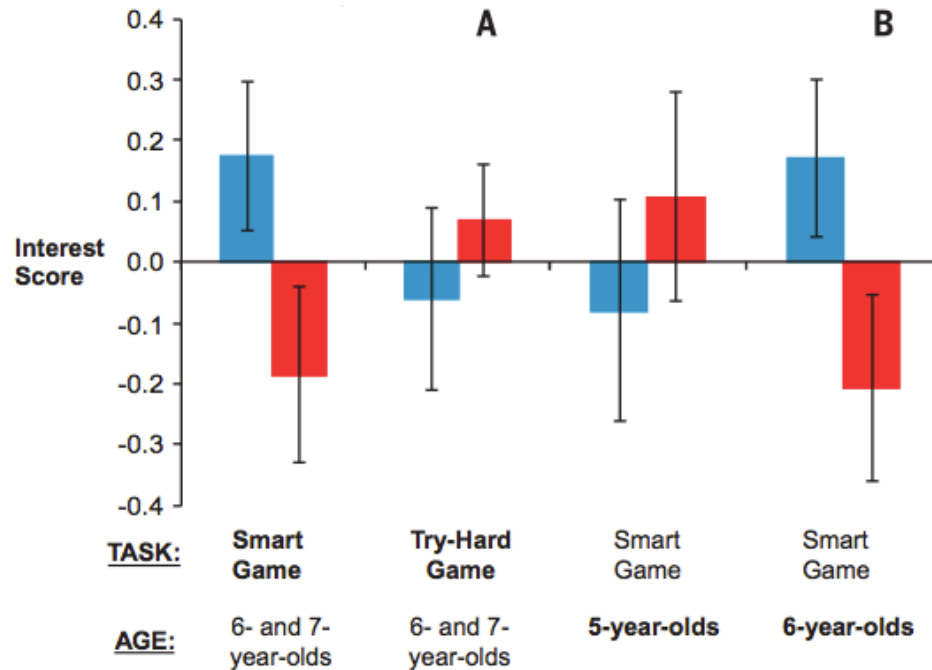 A
B
0.4
0.3
0.2
0.1
0.0
-0.1
-0.2
-0.3
-0.4
Interest
Score
TASK:
Smart
Game
Try-Hard
Game
Smart
Game
Smart
Game
AGE:
6- and 7-
year-olds
6- and 7-
year-olds
5-year-olds
6-year-olds